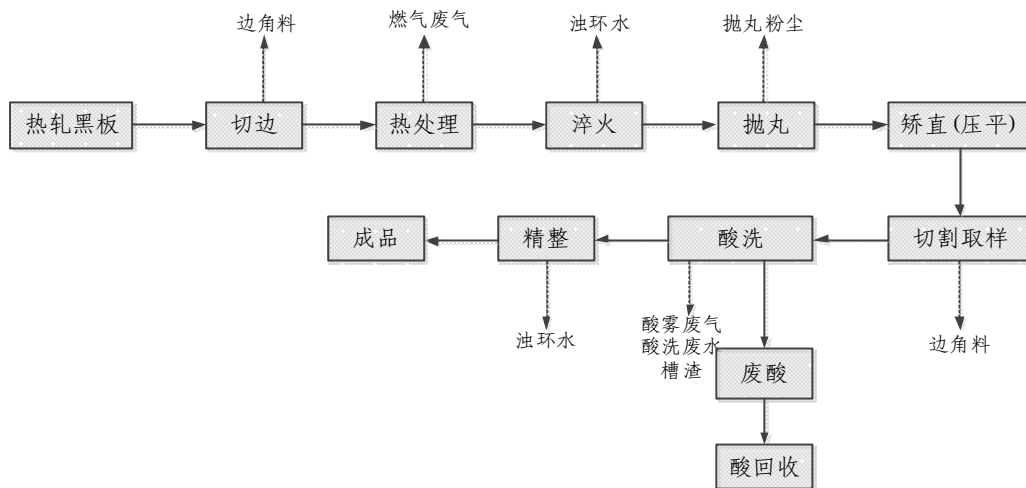 边角料
燃气废气
浊环水
抛丸粉尘
热轧黑板
切边
热处理
淬火
抛丸
矫直(压平)
成品
精整
酸洗
切割取样
浊环水
酸雾废气
酸洗废水
槽渣
边角料
废酸
酸回收